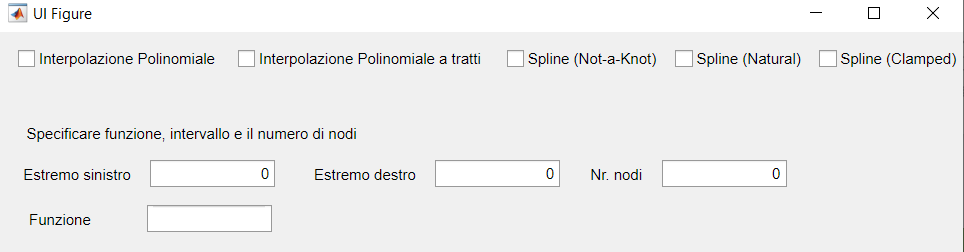 UI Figure
Interpolazione Polinomiale Interpolazione Polinomiale a tratti Spline (Not-a-Knot) Spline (Natural) Spline (Clamped)
Specificare funzione, intervallo e il numero di nodi
Estremo sinistro 0 Estremo destro 0 Nr. nodi 0
Funzione